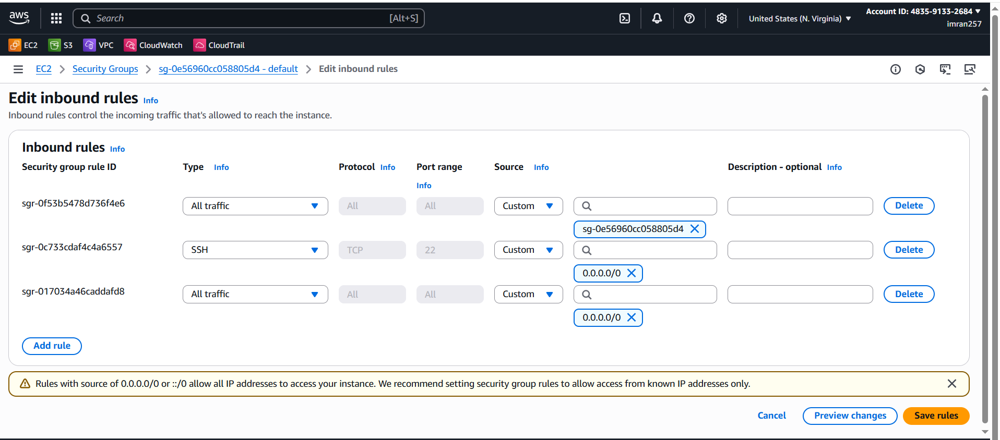 aws
Search [Alt+S]
United States (N. Virginia)
Account ID: 4835-9133-2684
imran257
EC2 S3 VPC CloudWatch CloudTrail
EC2 Security Groups sg-0e56960cc058805d4 - default Edit inbound rules
Edit inbound rules Info
Inbound rules control the incoming traffic that's allowed to reach the instance.
Inbound rules Info
Security group rule ID Type Info Protocol Info Port range Info Source Info Description - optional Info
sgr-0f53b5478d736f4e6 All traffic All All Custom Delete
sg-0e56960cc058805d4
sgr-0c733cdaf4c4a6557 SSH TCP 22 Custom Delete
0.0.0.0/0
sgr-017034a46caddafd8 All traffic All All Custom Delete
0.0.0.0/0
Add rule
Rules with source of 0.0.0.0/0 or ::/0 allow all IP addresses to access your instance. We recommend setting security group rules to allow access from known IP addresses only.
Cancel Preview changes Save rules